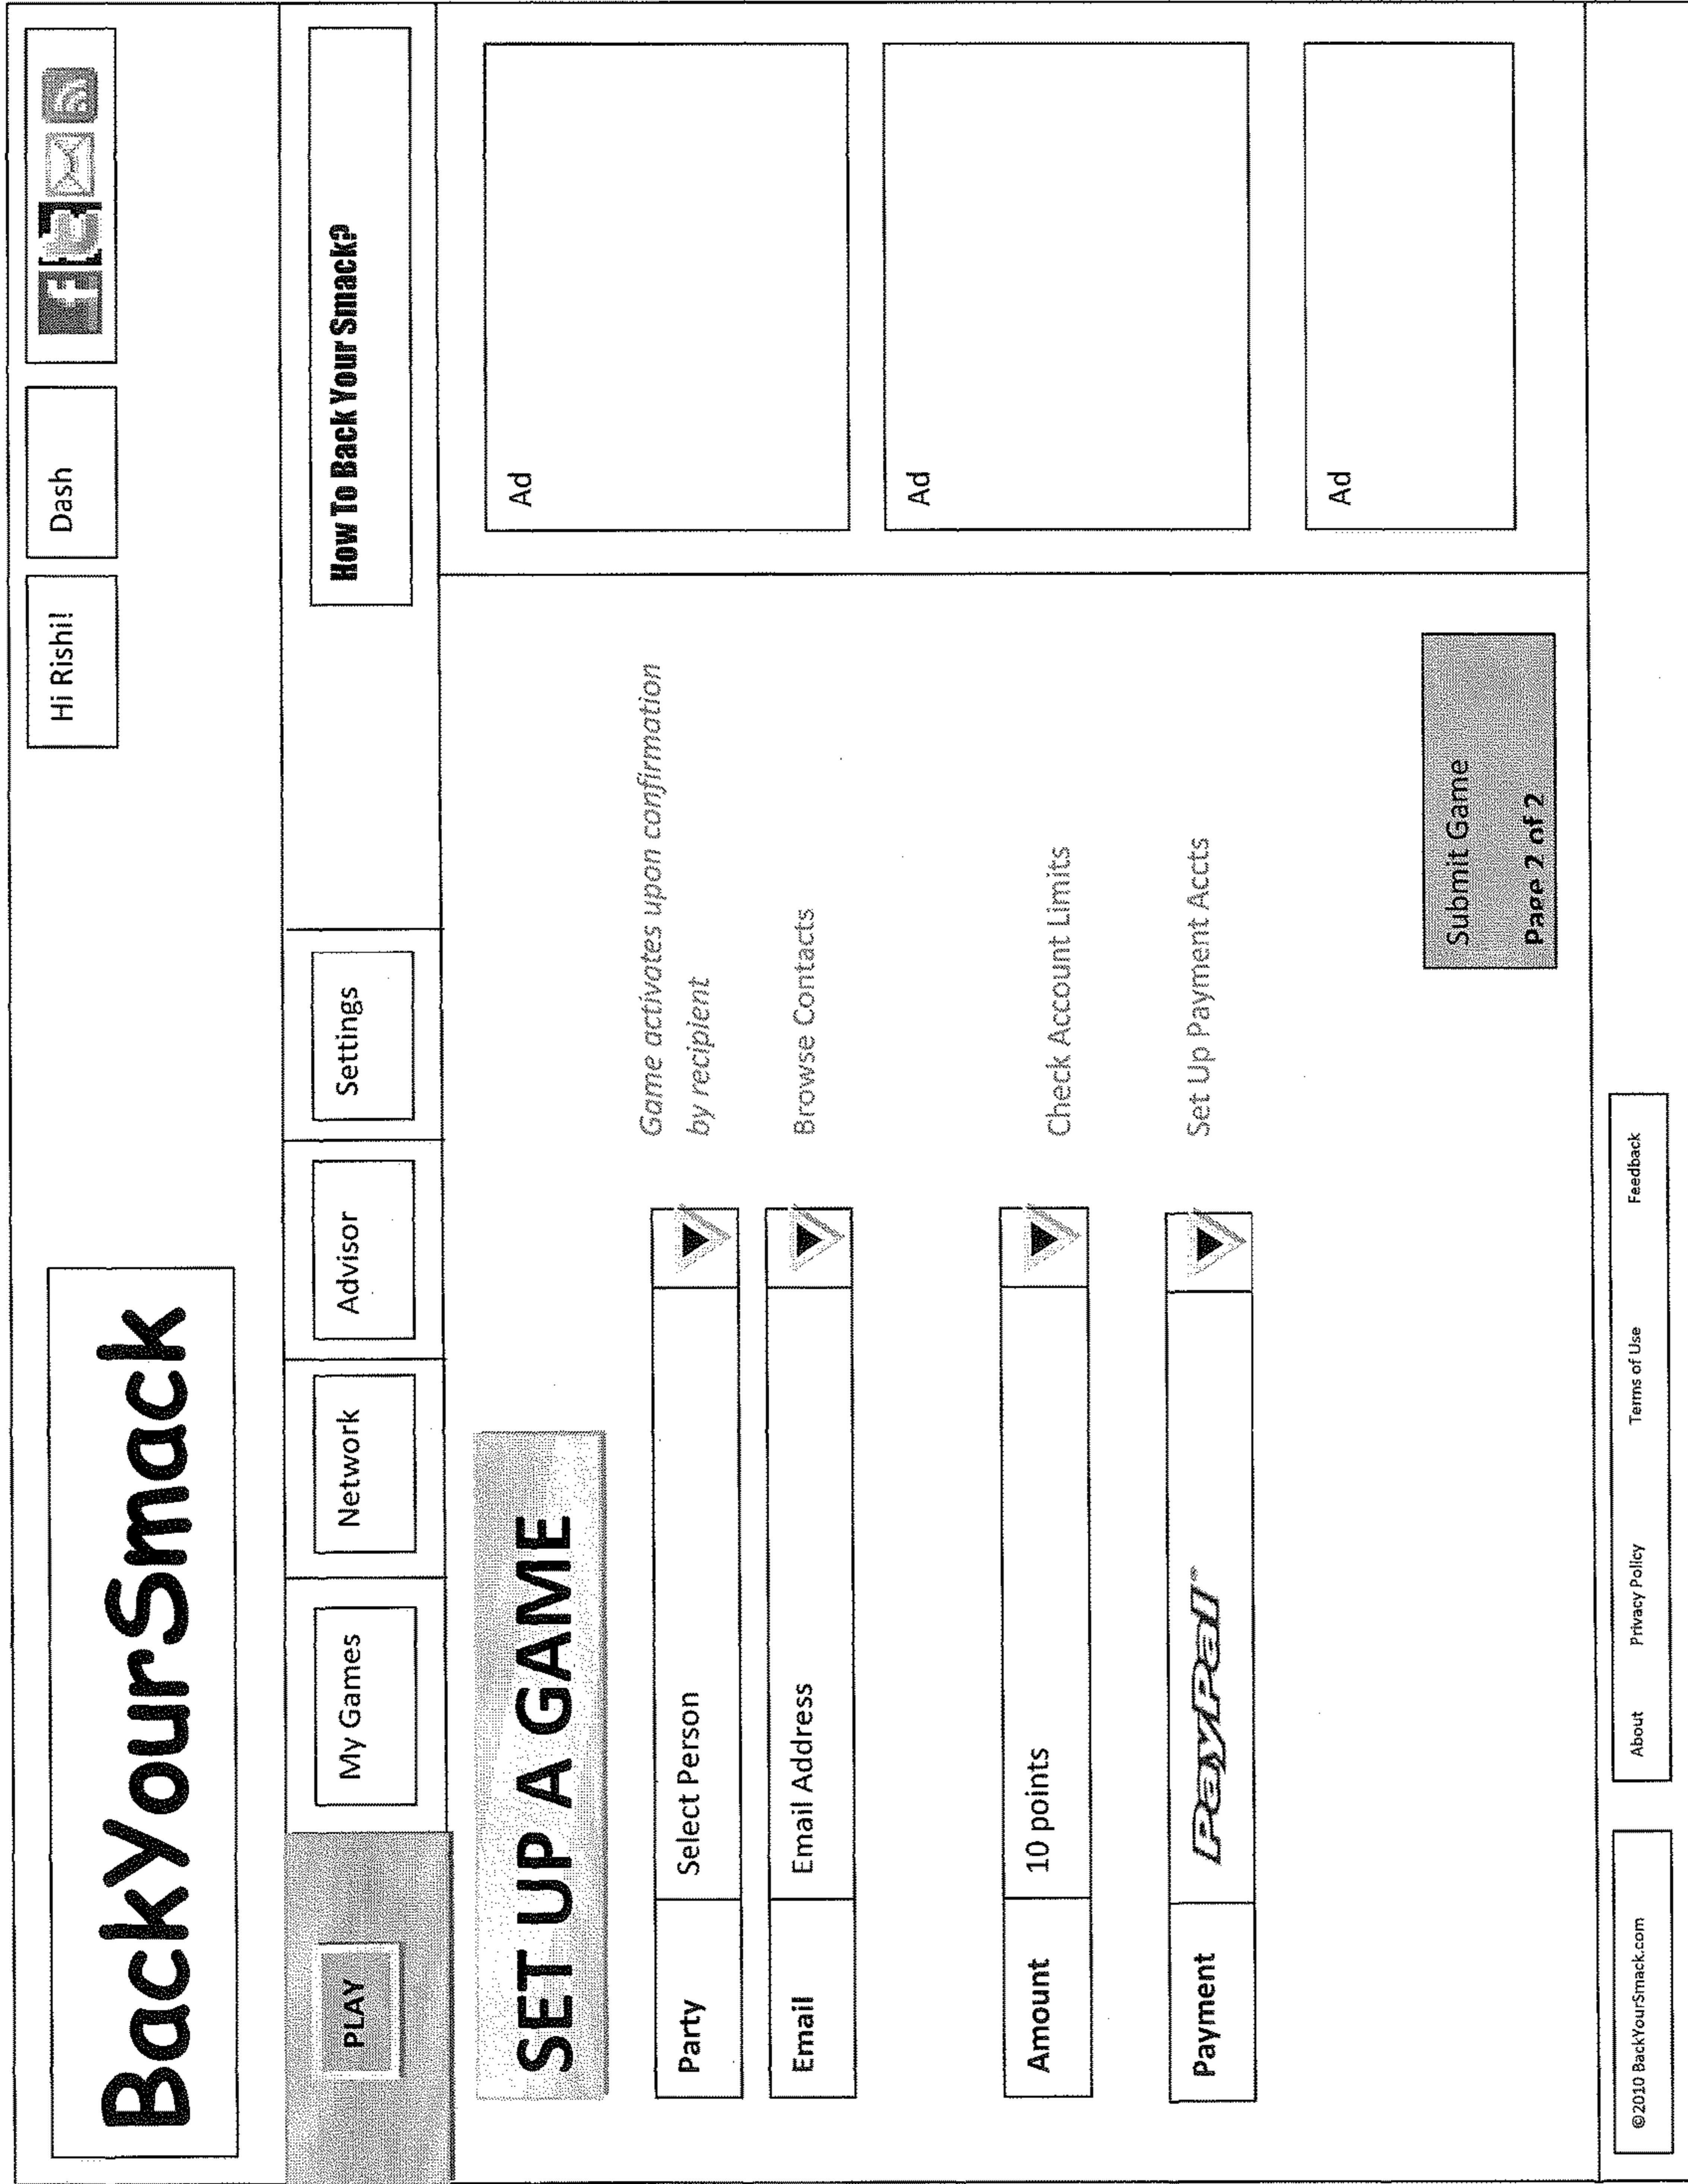 BackYourSmack
Hi Rishi!
Dash
PLAY
My Games
Network
Advisor
Settings
How To Back Your Smack?
SET UP A GAME
Party
Select Person
Game activates upon confirmation
by recipient
Email
Email Address
Browse Contacts
Amount
10 points
Check Account Limits
Payment
PayPal
Set Up Payment Accts
Submit Game
Page 2 of 2
Ad
Ad
Ad
©2010 BackYourSmack.com
About
Privacy Policy
Terms of Use
Feedback